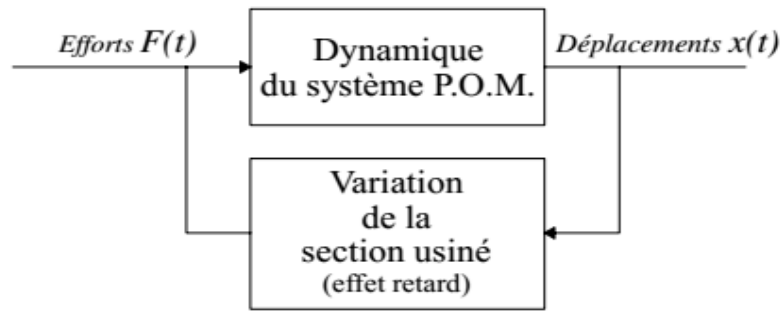 Efforts F(t)
Dynamique
du système P.O.M.
Déplacements x(t)
Variation
de la
section usiné
(effet retard)